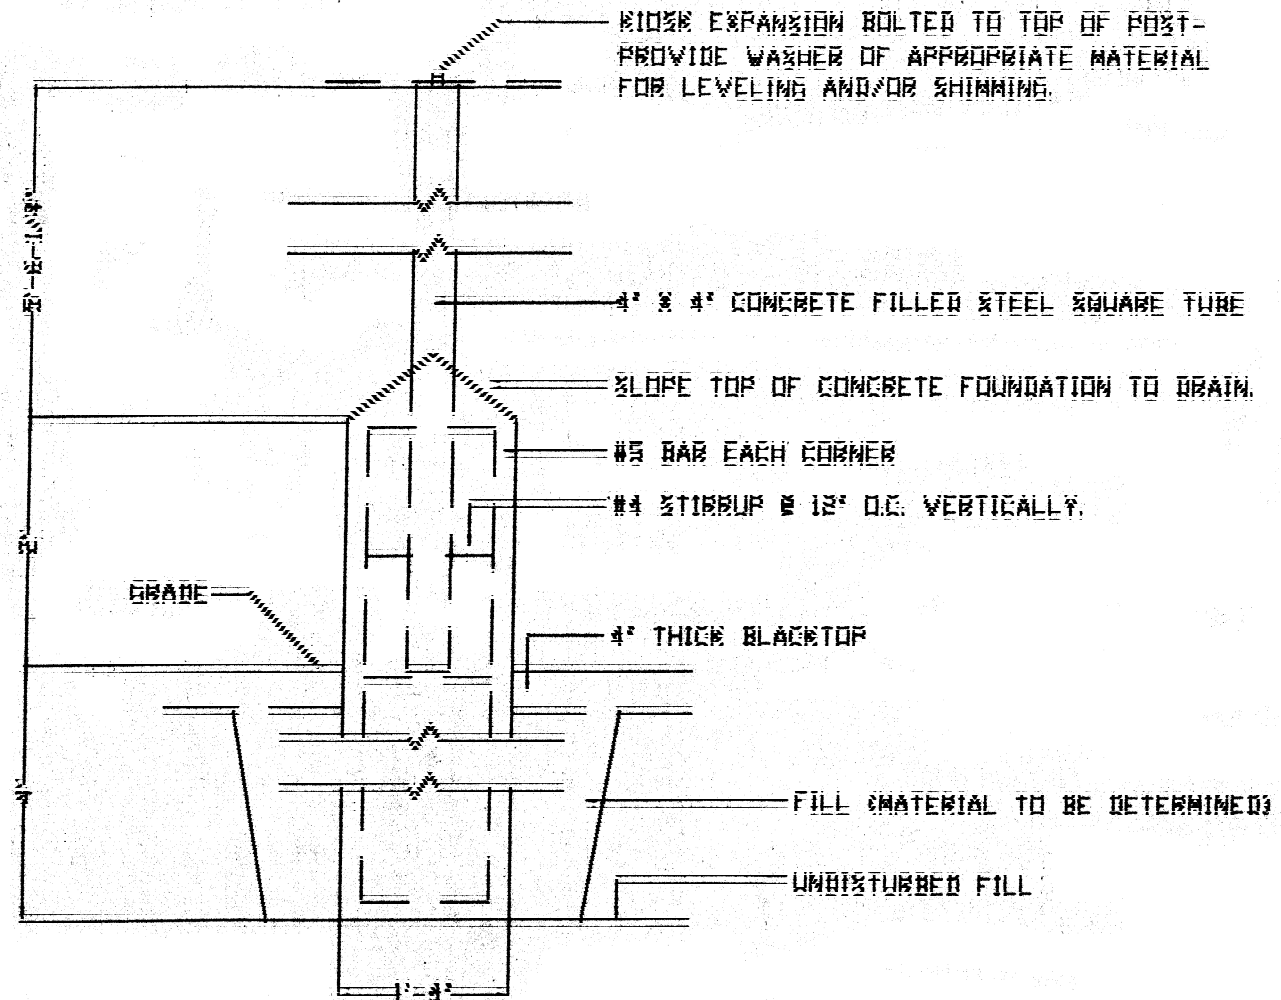 KIOSK EXPANSION BOLTED TO TOP OF POST-
PROVIDE WASHER OF APPROPRIATE MATERIAL
FOR LEVELING AND/OR SHIMMING.
4" X 4" CONCRETE FILLED STEEL SQUARE TUBE
SLOPE TOP OF CONCRETE FOUNDATION TO DRAIN.
#5 BAR EACH CORNER
#4 STIRRUP @ 12" O.C. VERTICALLY.
GRADE
4" THICK BLACKTOP
FILL (MATERIAL TO BE DETERMINED)
UNDISTURBED FILL